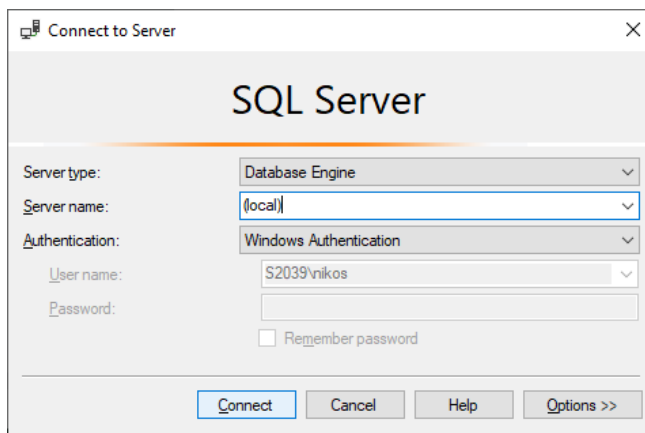 Connect to Server
SQL Server
Server type: Database Engine
Server name: (local)
Authentication: Windows Authentication
User name: S2039\nikos
Password:
Remember password
Connect Cancel Help Options >>